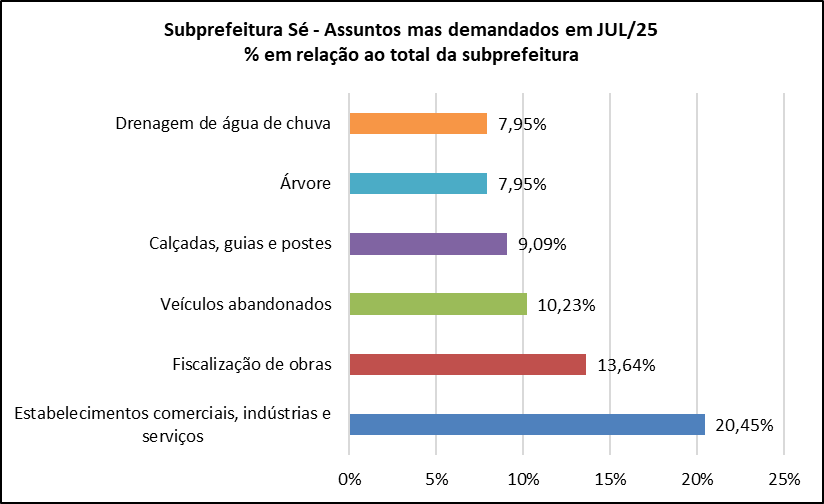 Subprefeitura Sé - Assuntos mas demandados em JUL/25
% em relação ao total da subprefeitura
Drenagem de água de chuva
7,95%
Árvore
7,95%
Calçadas, guias e postes
9,09%
Veículos abandonados
10,23%
Fiscalização de obras
13,64%
Estabelecimentos comerciais, indústrias e
serviços
20,45%
0%
5%
10%
15%
20%
25%